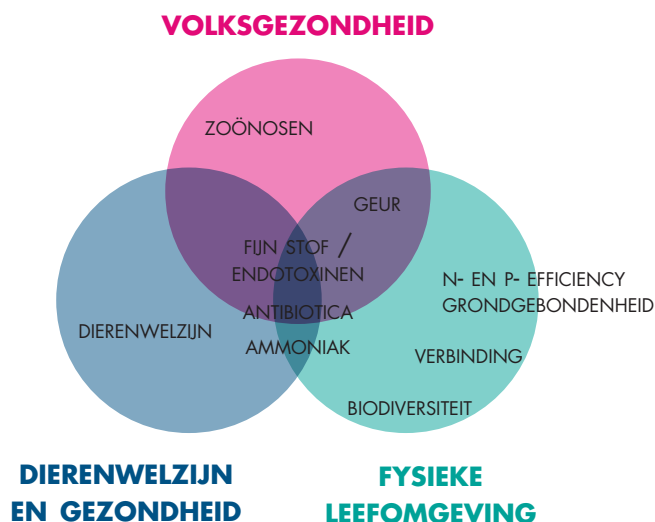 VOLKSGEZONDHEID
ZOÖNOSEN
GEUR
FIJN STOF /
ENDOTOXINEN
N- EN P- EFFICIENCY
GRONDGEBONDENHEID
ANTIBIOTICA
DIERENWELZIJN
AMMONIAK
VERBINDING
BIODIVERSITEIT
DIERENWELZIJN
EN GEZONDHEID
FYSIEKE
LEEFOMGEVING